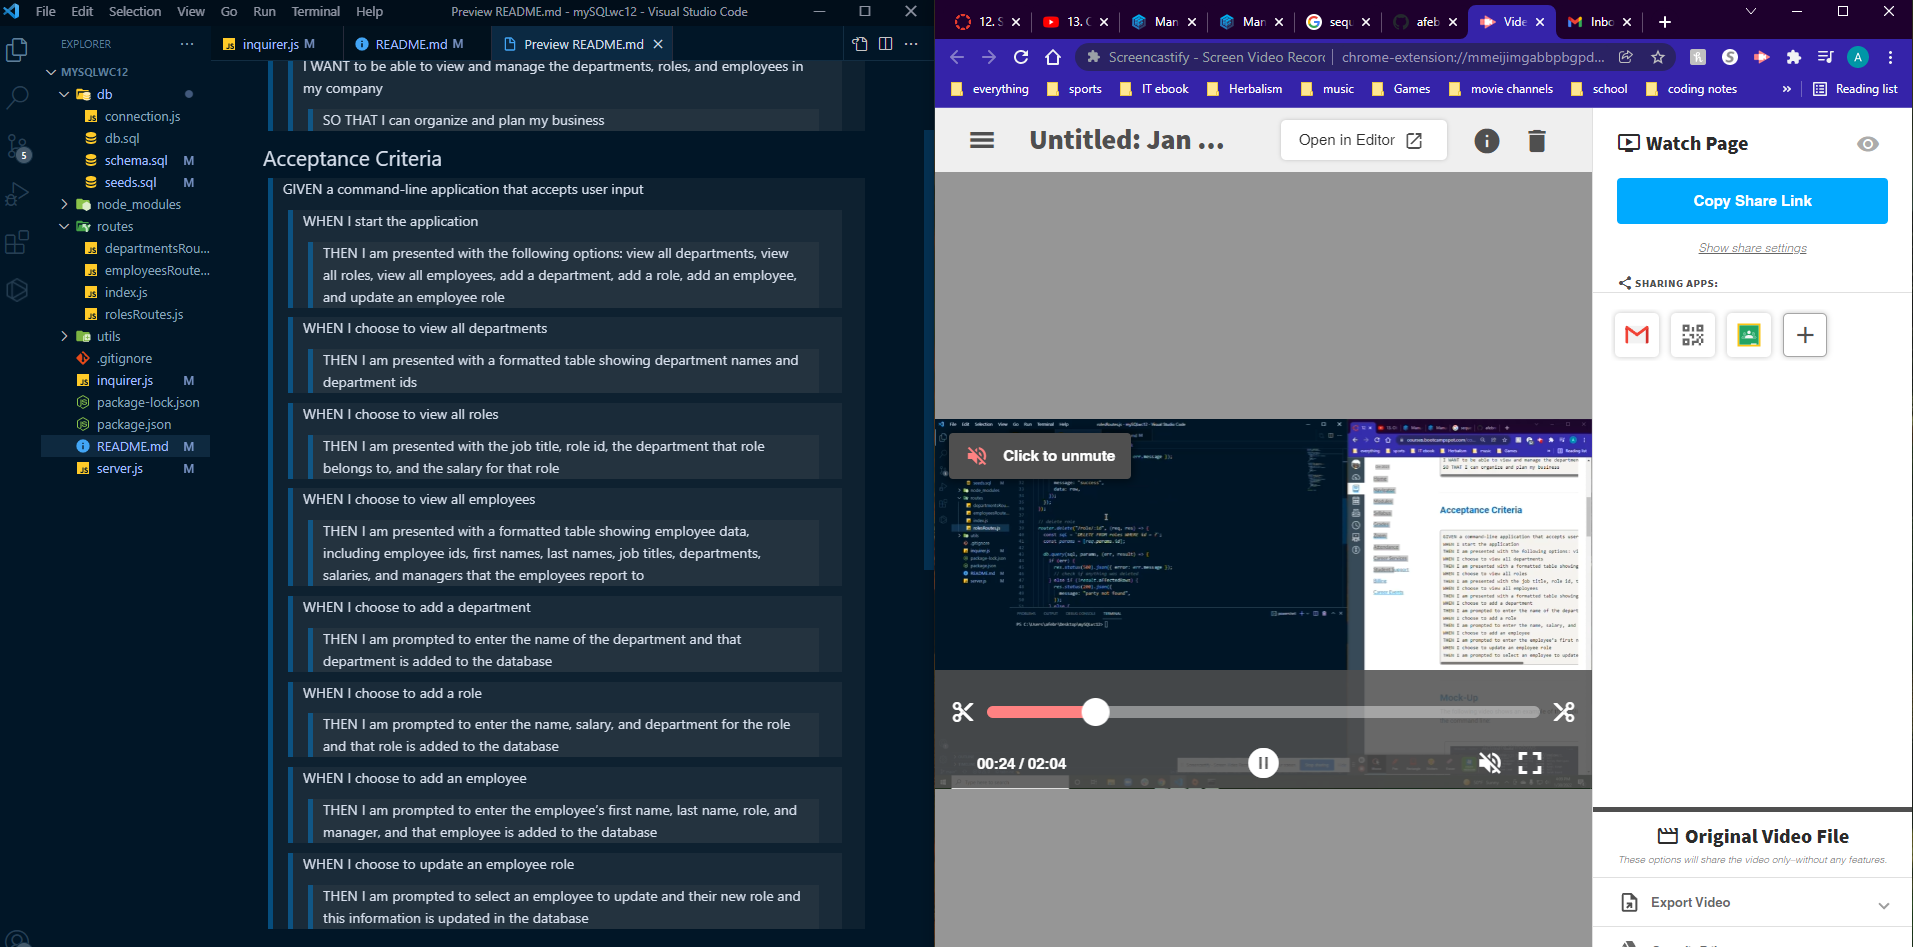 File Edit Selection View Go Run Terminal Help
Preview README.md - mySQLwc12 - Visual Studio Code
EXPLORER
MYSQLWC12
db
connection.js
db.sql
schema.sql M
seeds.sql M
node_modules
routes
departmentsRou...
employeesRoute...
index.js
rolesRoutes.js
utils
.gitignore
inquirer.js M
package-lock.json
package.json
README.md M
server.js M
5
inquirer.js M
README.md M
Preview README.md
I WANT to be able to view and manage the departments, roles, and employees in
my company
SO THAT I can organize and plan my business
Acceptance Criteria
GIVEN a command-line application that accepts user input
WHEN I start the application
THEN I am presented with the following options: view all departments, view
all roles, view all employees, add a department, add a role, add an employee,
and update an employee role
WHEN I choose to view all departments
THEN I am presented with a formatted table showing department names and
department ids
WHEN I choose to view all roles
THEN I am presented with the job title, role id, the department that role
belongs to, and the salary for that role
WHEN I choose to view all employees
THEN I am presented with a formatted table showing employee data,
including employee ids, first names, last names, job titles, departments,
salaries, and managers that the employees report to
WHEN I choose to add a department
THEN I am prompted to enter the name of the department and that
department is added to the database
WHEN I choose to add a role
THEN I am prompted to enter the name, salary, and department for the role
and that role is added to the database
WHEN I choose to add an employee
THEN I am prompted to enter the employee’s first name, last name, role, and
manager, and that employee is added to the database
WHEN I choose to update an employee role
THEN I am prompted to select an employee to update and their new role and
this information is updated in the database
12. S
13. C
Man
Man
sequ
afeb
Vide
Inbo
Screencastify - Screen Video Record
chrome-extension://mmeijimgabbpbgpd...
A
everything
sports
IT ebook
Herbalism
music
Games
movie channels
school
coding notes
»
Reading list
Untitled: Jan ...
Open in Editor
Click to unmute
Acceptance Criteria
Mock-Up
00:24 / 02:04
Watch Page
Copy Share Link
Show share settings
SHARING APPS:
Original Video File
These options will share the video only–without any features.
Export Video